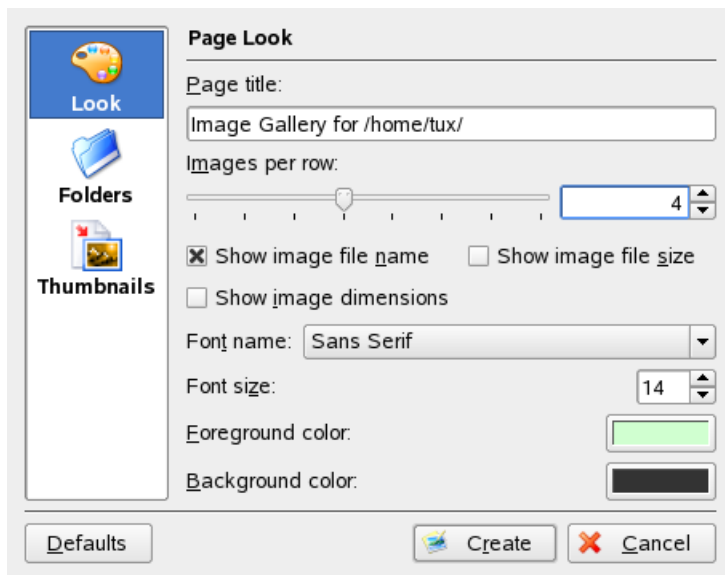 Look
Folders
Thumbnails
Page Look
Page title:
Image Gallery for /home/tux/
Images per row:
4
Show image file name
Show image file size
Show image dimensions
Font name: Sans Serif
Font size: 14
Foreground color:
Background color:
Defaults
Create
Cancel